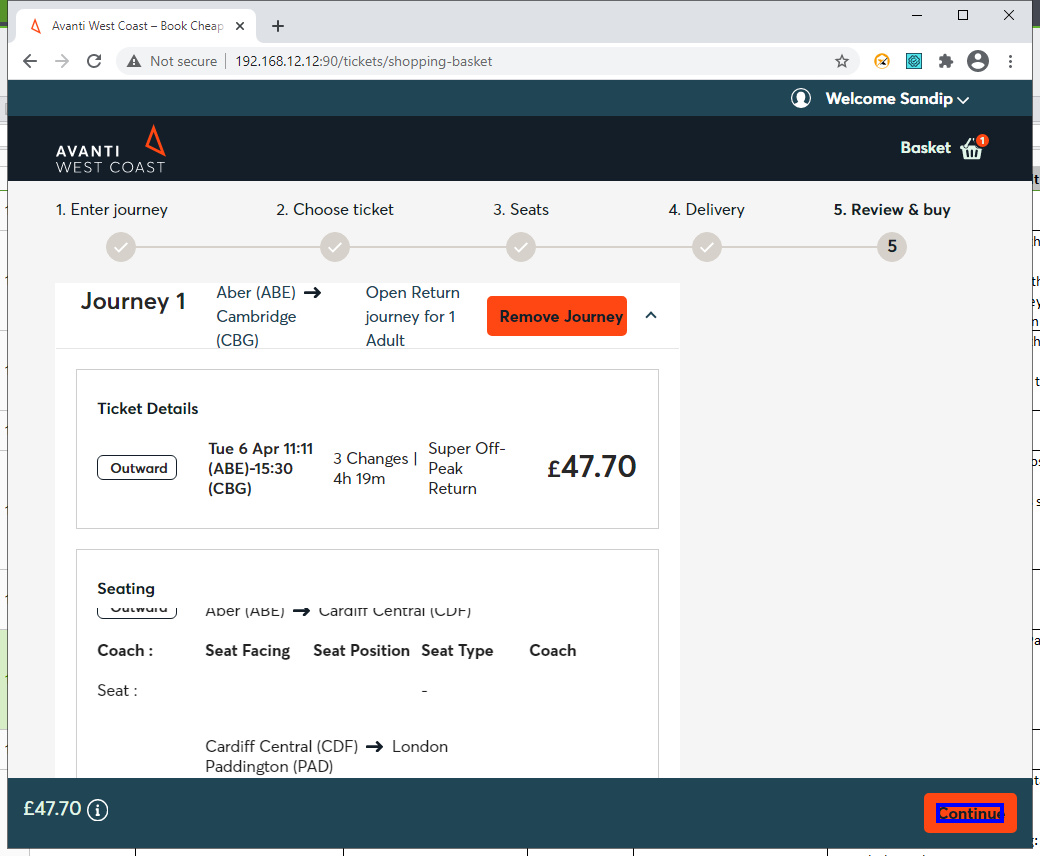 Avanti West Coast – Book Cheap
Not secure
192.168.12.12:90/tickets/shopping-basket
Welcome Sandip
AVANTI
WEST COAST
Basket
1
1. Enter journey
2. Choose ticket
3. Seats
4. Delivery
5. Review & buy
5
Journey 1
Aber (ABE) →
Cambridge
(CBG)
Open Return
journey for 1
Adult
Remove Journey
Ticket Details
Outward
Tue 6 Apr 11:11
(ABE)-15:30
(CBG)
3 Changes |
4h 19m
Super Off-
Peak
Return
£47.70
Seating
Outward
Aber (ABE) → Cardiff Central (CDF)
Coach :
Seat Facing
Seat Position
Seat Type
Coach
Seat :
-
Cardiff Central (CDF) → London
Paddington (PAD)
£47.70
Continue